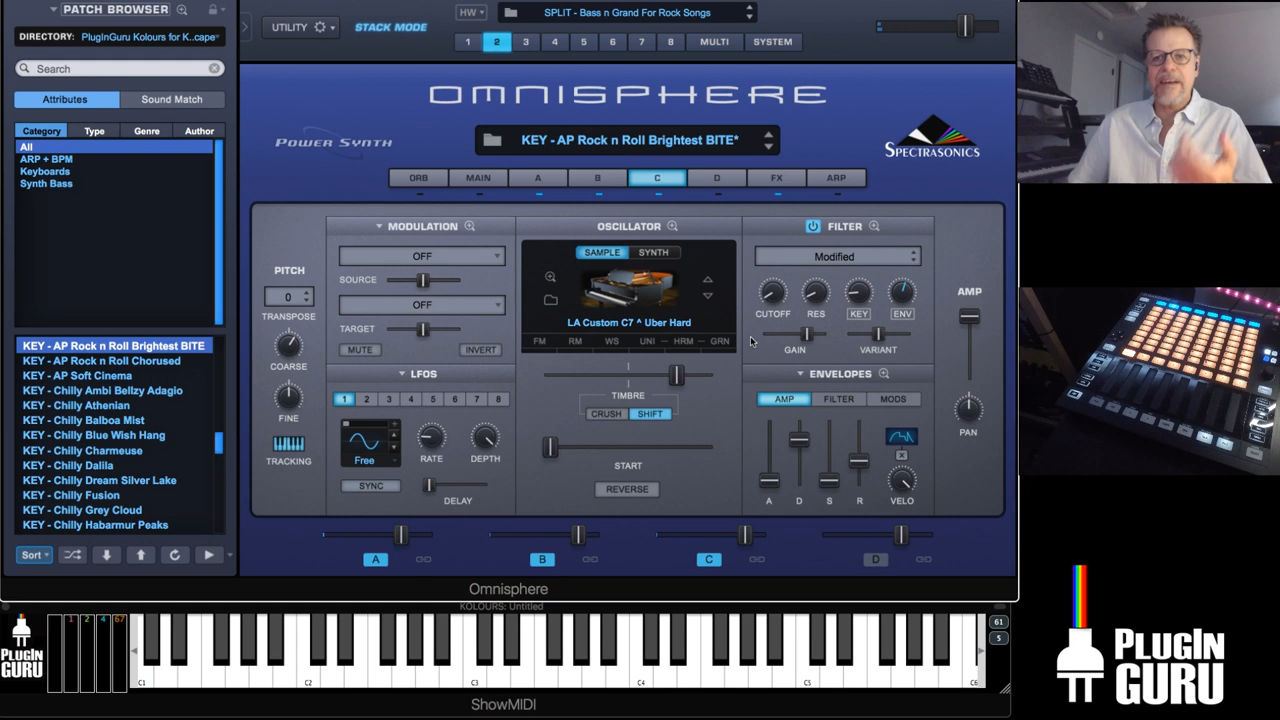 PATCH BROWSER
DIRECTORY: PlugInGuru Kolours for K..cape*
Search
Attributes
Sound Match
Category Type Genre Author
All
ARP + BPM
Keyboards
Synth Bass
KEY - AP Rock n Roll Brightest BITE
KEY - AP Rock n Roll Chorused
KEY - AP Soft Cinema
KEY - Chilly Ambi Bellzy Adagio
KEY - Chilly Athenian
KEY - Chilly Balboa Mist
KEY - Chilly Blue Wish Hang
KEY - Chilly Charmeuse
KEY - Chilly Dalila
KEY - Chilly Dream Silver Lake
KEY - Chilly Fusion
KEY - Chilly Grey Cloud
KEY - Chilly Habarmur Peaks
Sort
UTILITY
STACK MODE
HW
SPLIT - Bass n Grand For Rock Songs
1 2 3 4 5 6 7 8 MULTI SYSTEM
OMNISPHERE
POWER SYNTH
KEY - AP Rock n Roll Brightest BITE*
SPECTRASONICS
ORB MAIN A B C D FX ARP
PITCH
0
TRANSPOSE
COARSE
FINE
TRACKING
MODULATION
OFF
SOURCE
OFF
TARGET
MUTE INVERT
LFOS
1 2 3 4 5 6 7 8
Free
RATE DEPTH
SYNC
DELAY
OSCILLATOR
SAMPLE SYNTH
LA Custom C7 ^ Uber Hard
FM RM WS UNI HRM GRN
TIMBRE
CRUSH SHIFT
START
REVERSE
FILTER
Modified
CUTOFF RES KEY ENV
GAIN VARIANT
ENVELOPES
AMP FILTER MODS
X
A D S R VELO
AMP
PAN
A B C D
Omnisphere
KOLOURS: Untitled
PlugIn
GURU
1 2 4 67
C1 C2 C3 C4 C5 C6
61
5
ShowMIDI
PLUGIN
GURU